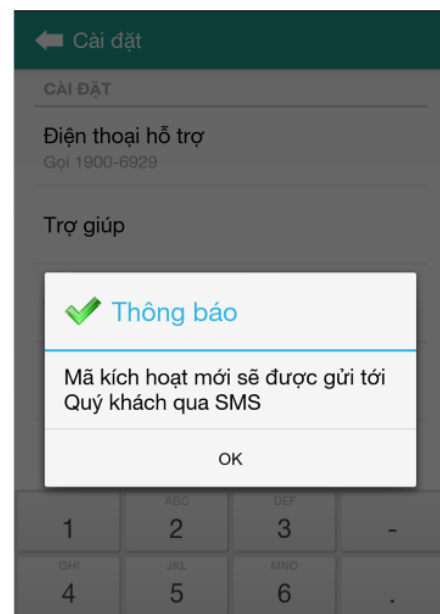 Cài đặt
CÀI ĐẶT
Điện thoại hỗ trợ
Gọi 1900-6929
Trợ giúp
Thông báo
Mã kích hoạt mới sẽ được gửi tới
Quý khách qua SMS
OK
ABC DEF
1 2 3 -
GHI JKL MNO
4 5 6 .